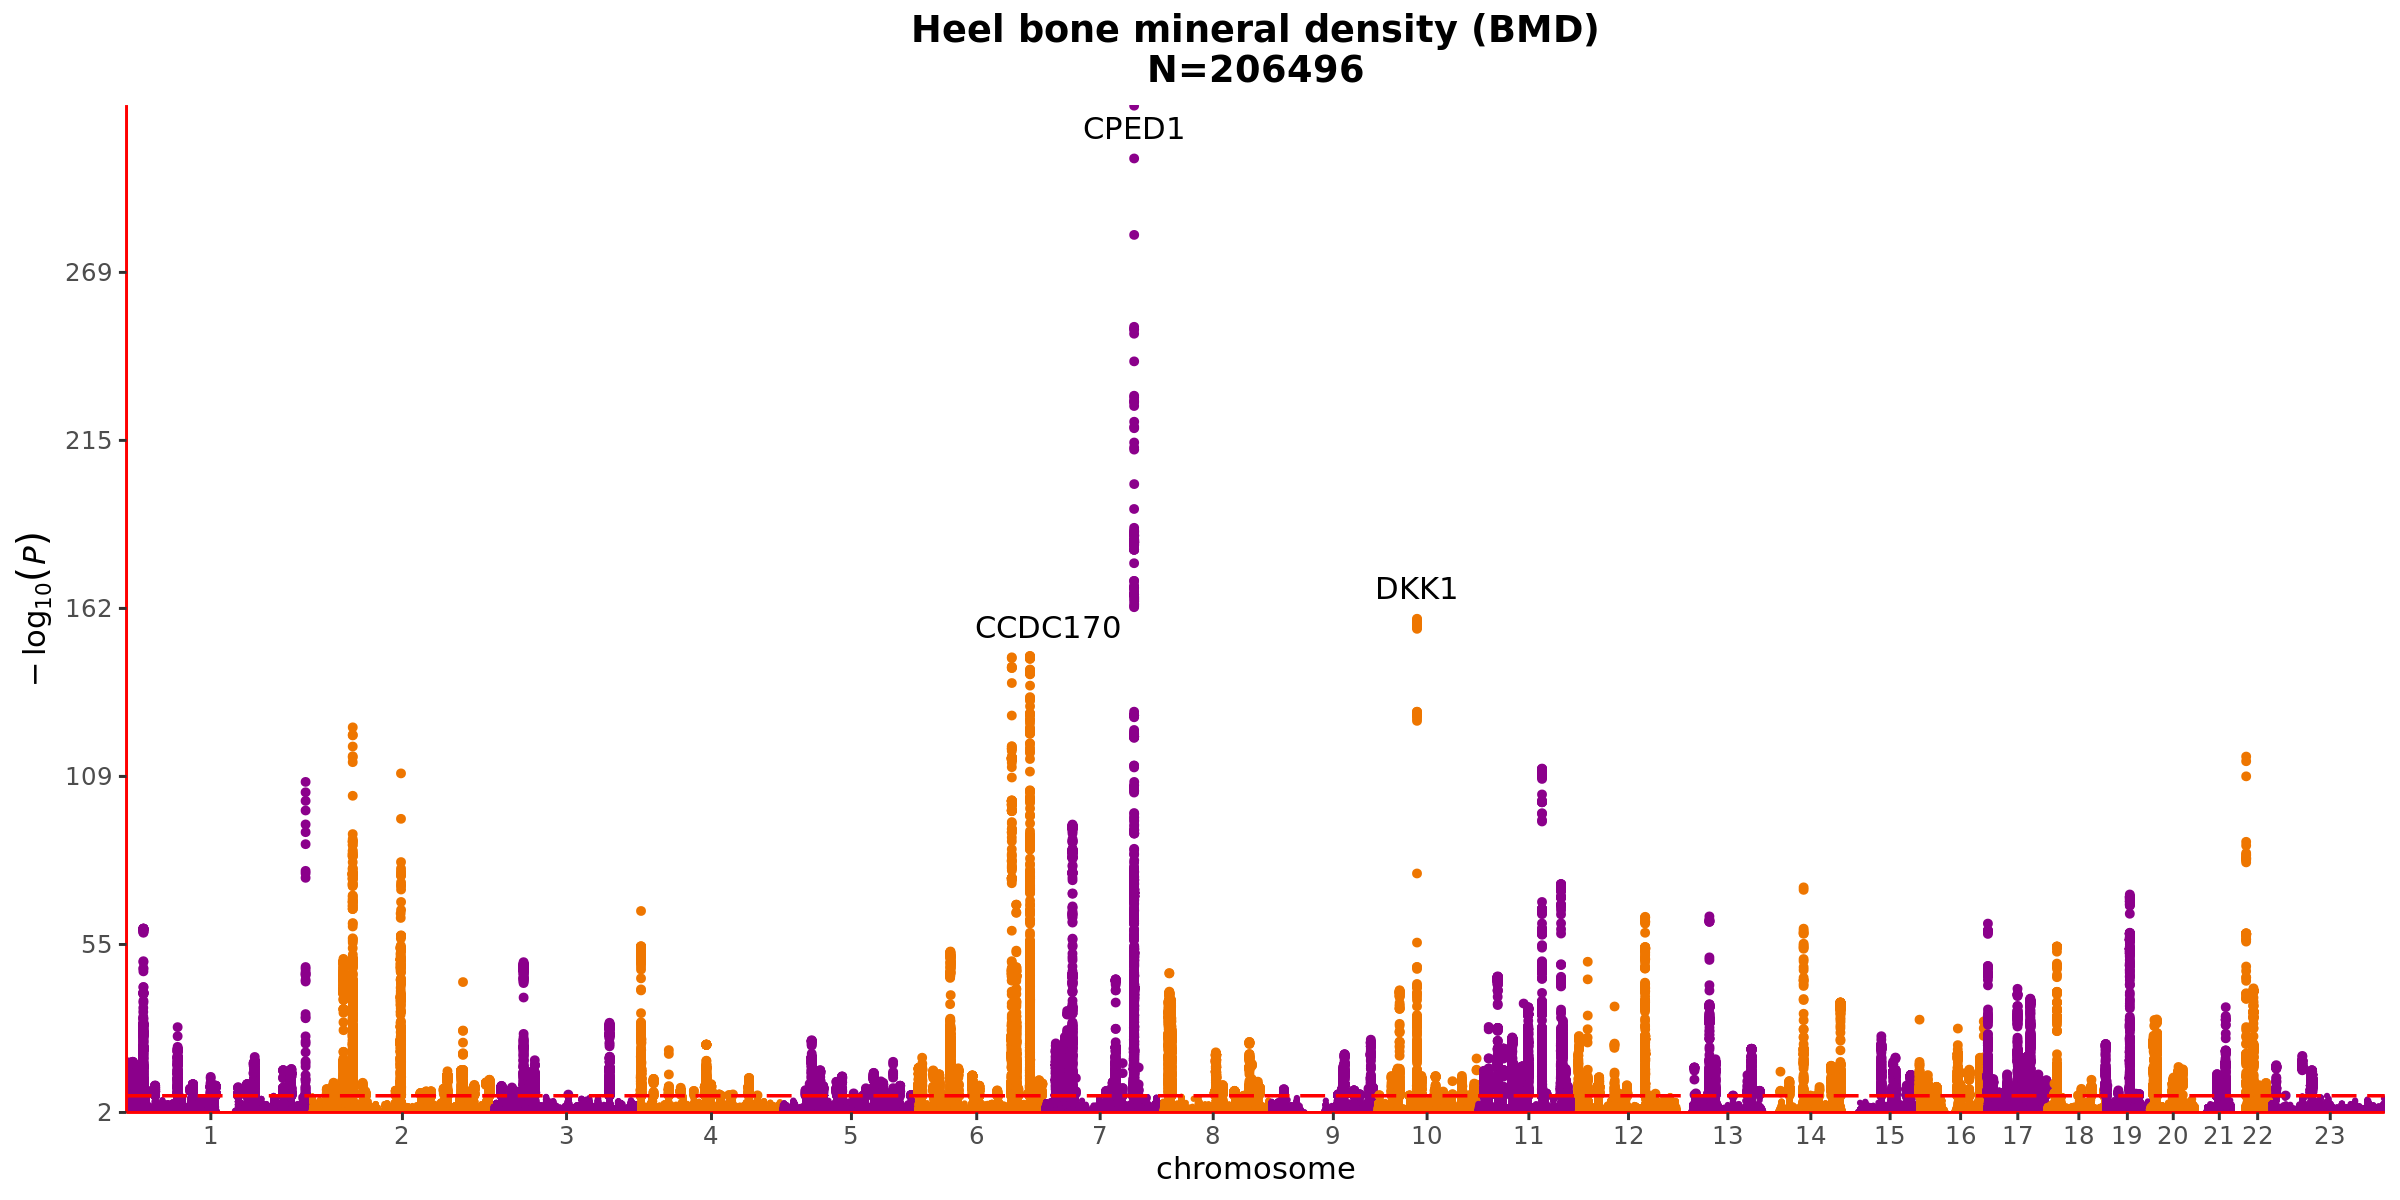 Heel bone mineral density (BMD)
N=206496
CPED1
269
215
−log10(P)
162
DKK1
CCDC170
109
55
2
1 2 3 4 5 6 7 8 9 10 11 12 13 14 15 16 17 18 19 20 21 22 23
chromosome